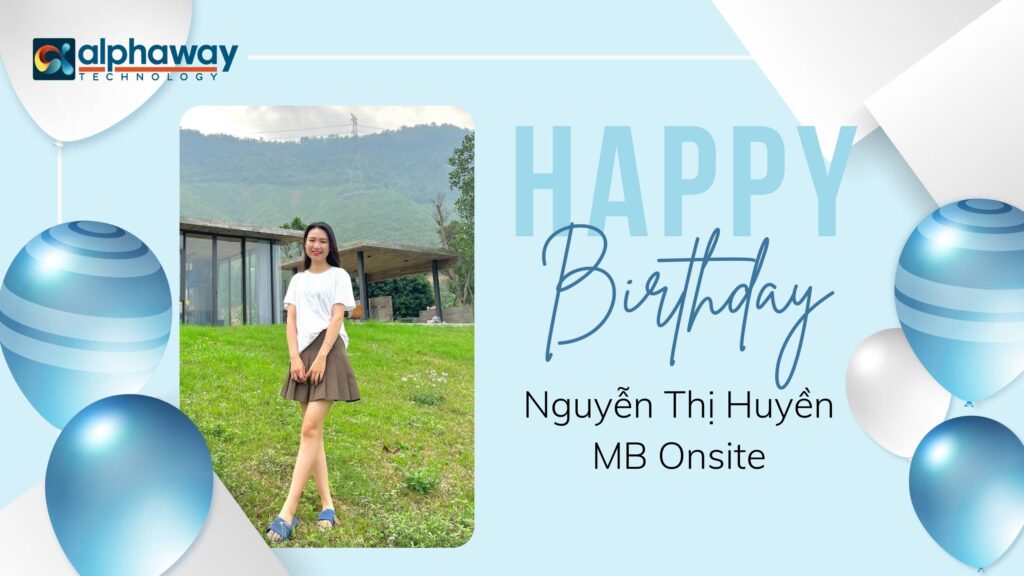 alphaway
TECHNOLOGY
HAPPY
Birthday
Nguyễn Thị Huyền
MB Onsite